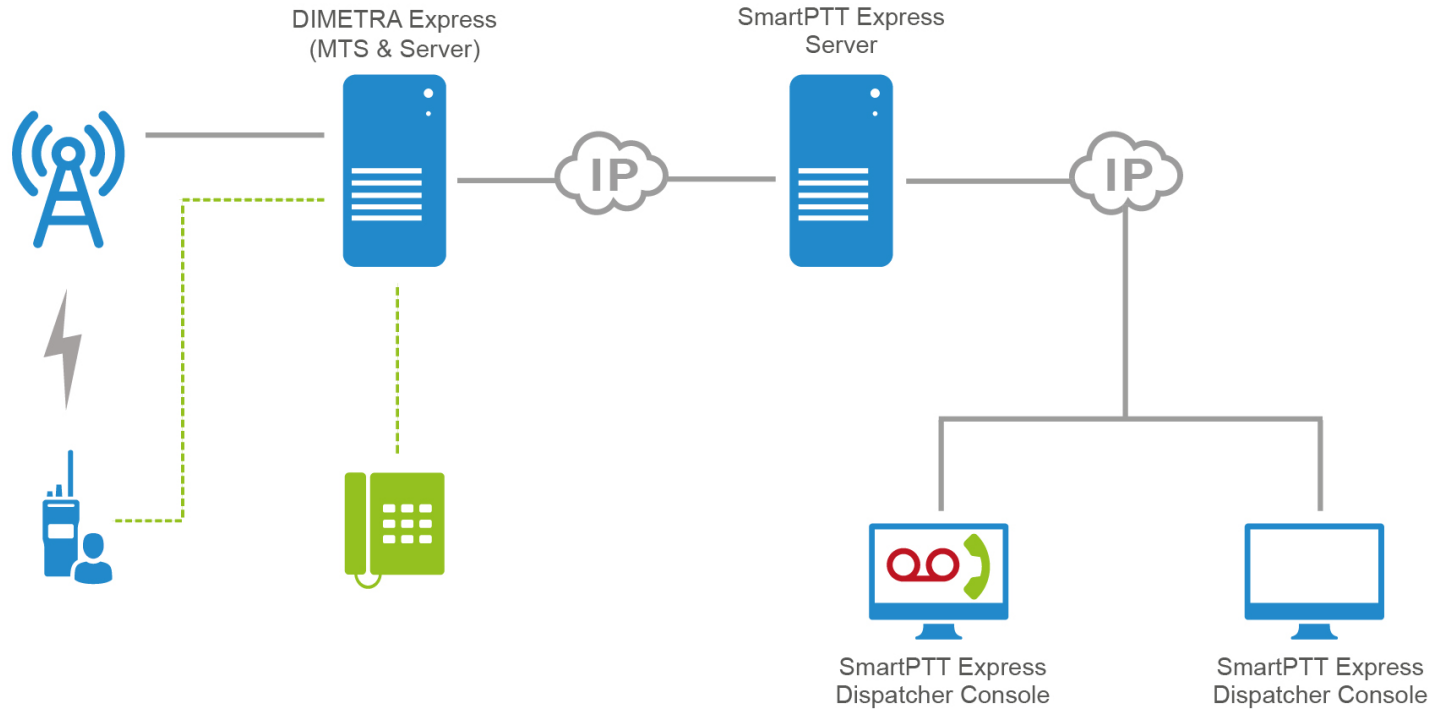 DIMETRA Express
(MTS & Server)
SmartPTT Express
Server
IP
IP
SmartPTT Express
Dispatcher Console
SmartPTT Express
Dispatcher Console